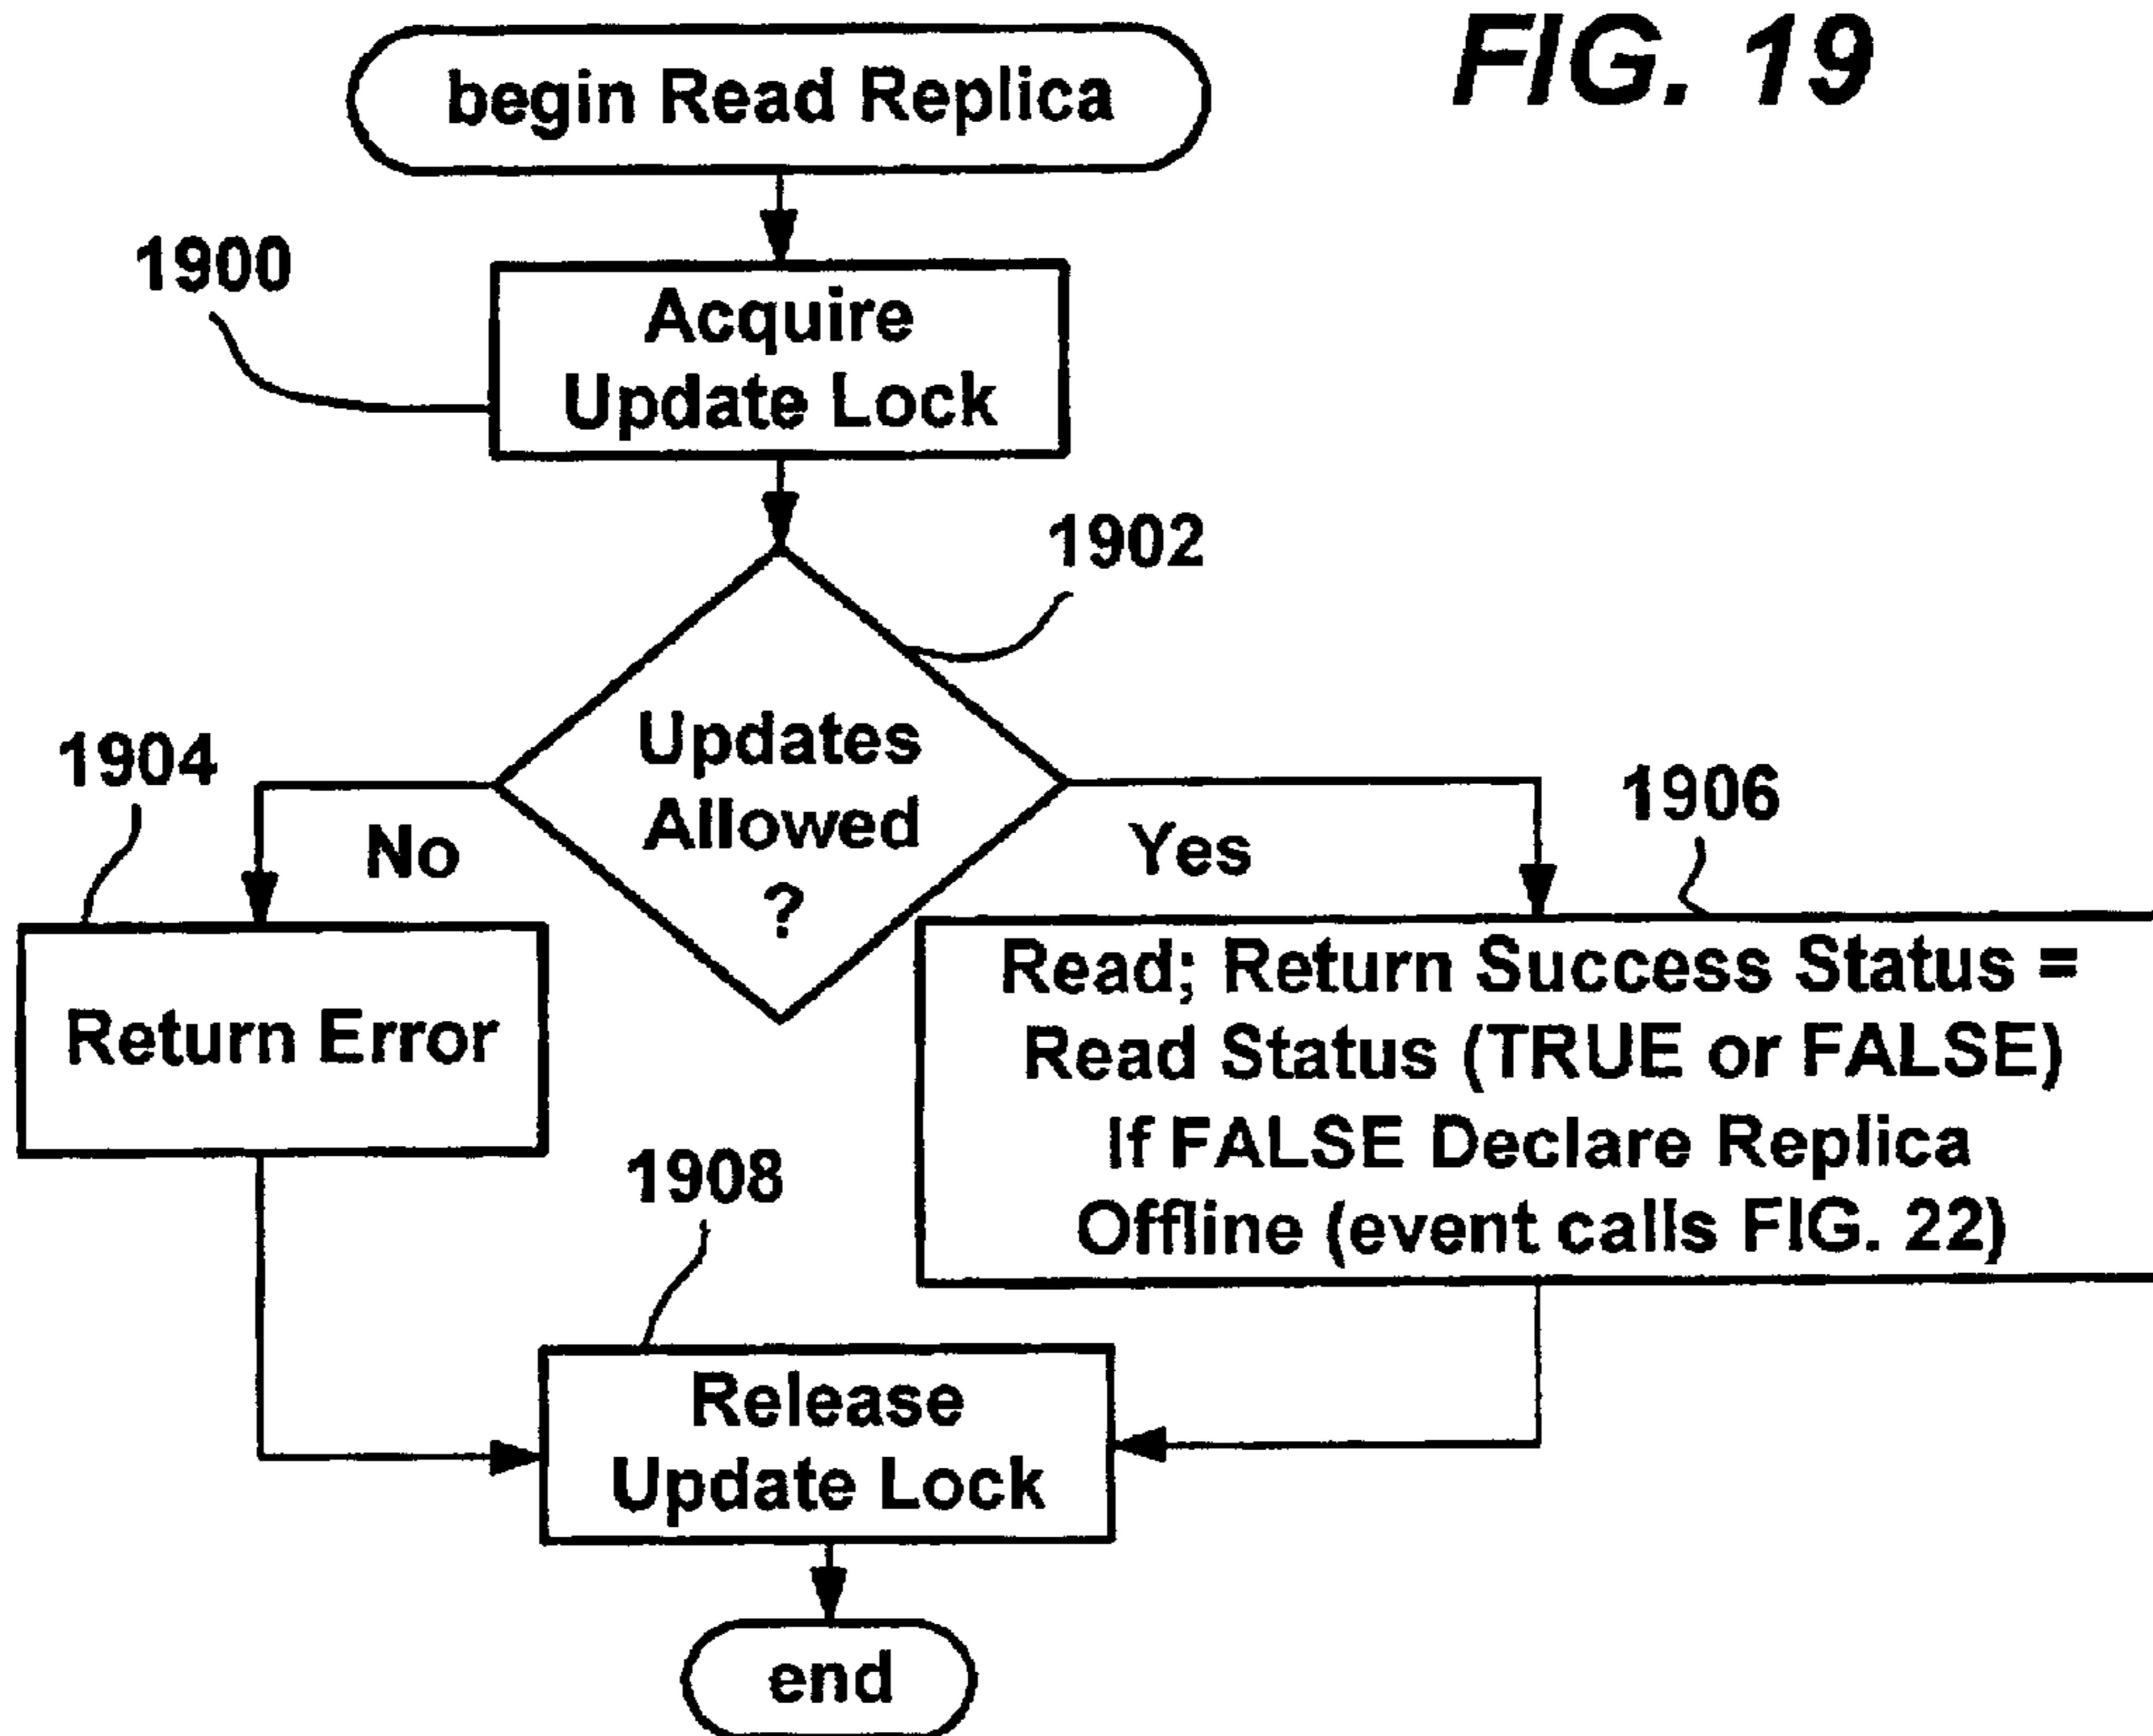 FIG. 19
begin Read Replica
1900
Acquire
Update Lock
1902
Updates
Allowed
?
1904
No
Yes
1906
Return Error
Read; Return Success Status =
Read Status (TRUE or FALSE)
If FALSE Declare Replica
Offline (event calls FIG. 22)
1908
Release
Update Lock
end